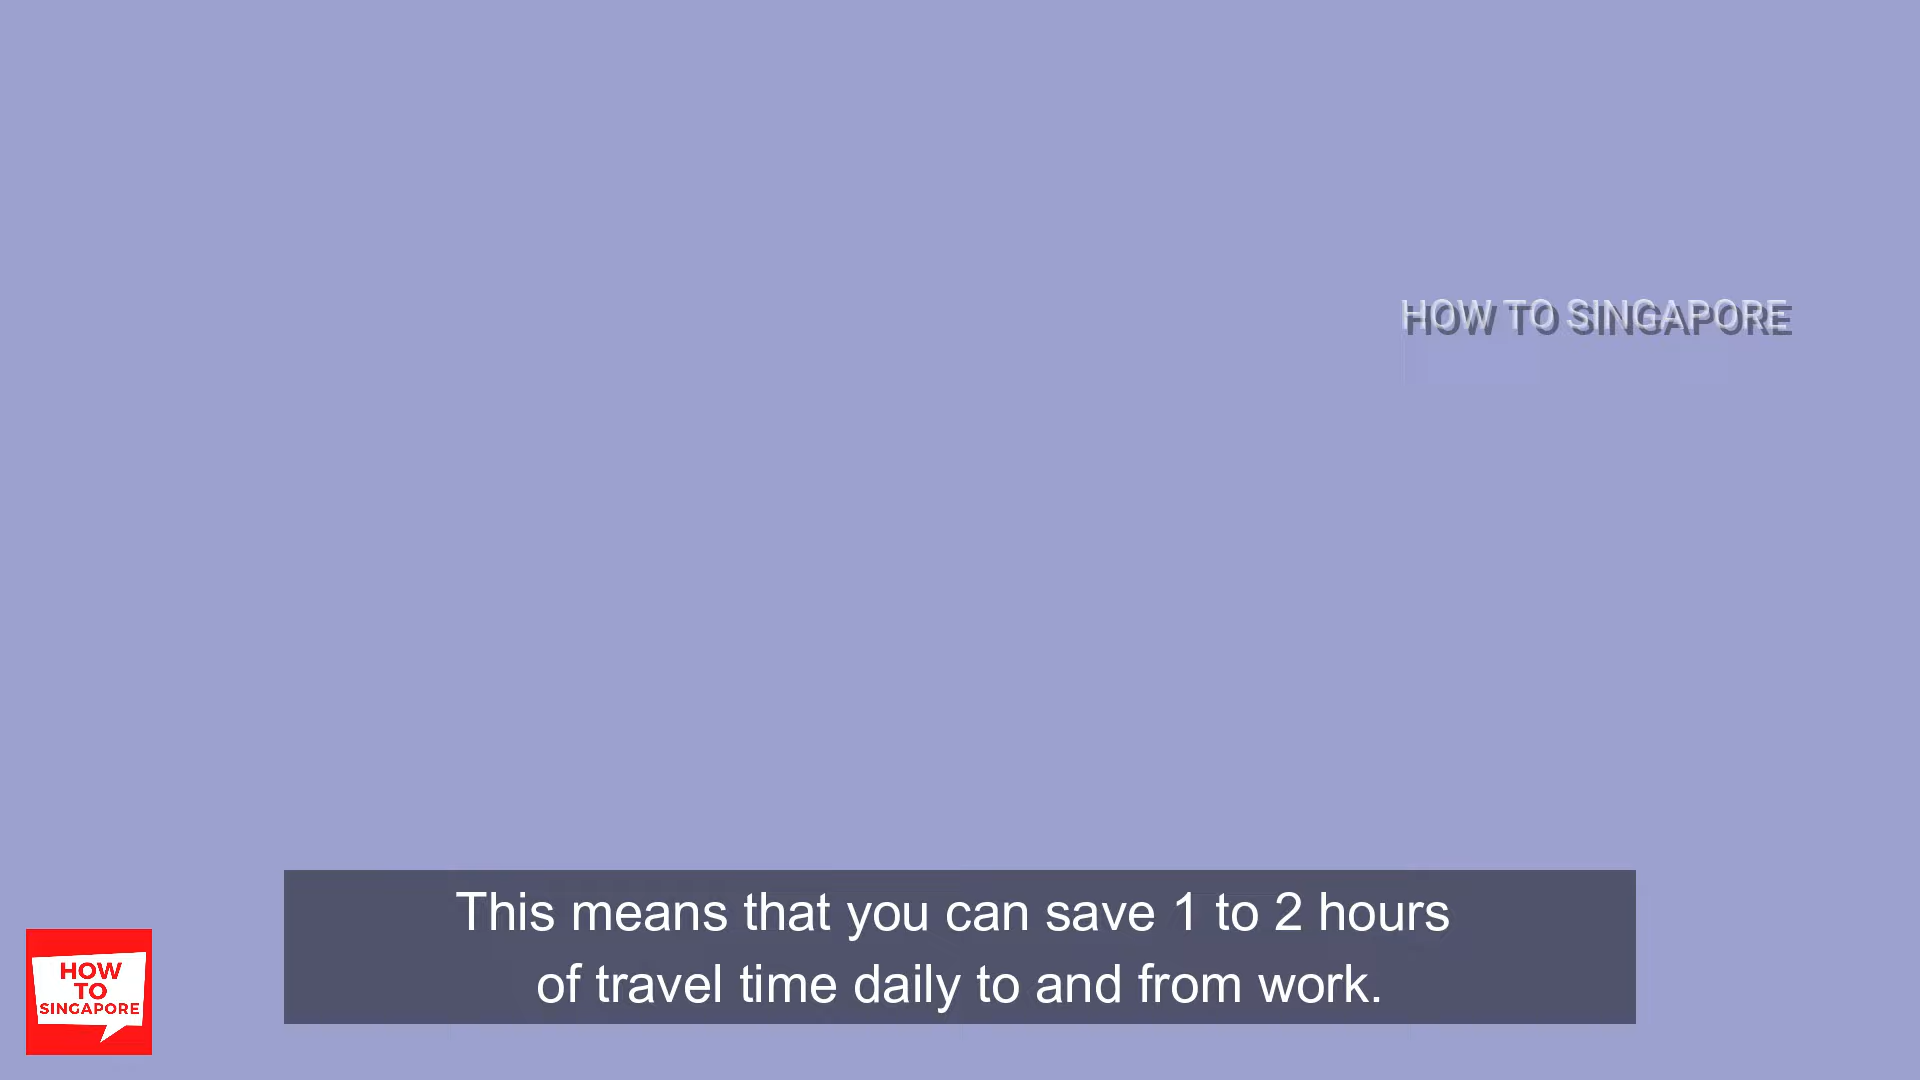 HOW TO SINGAPORE
This means that you can save 1 to 2 hours
of travel time daily to and from work.
HOW
TO
SINGAPORE